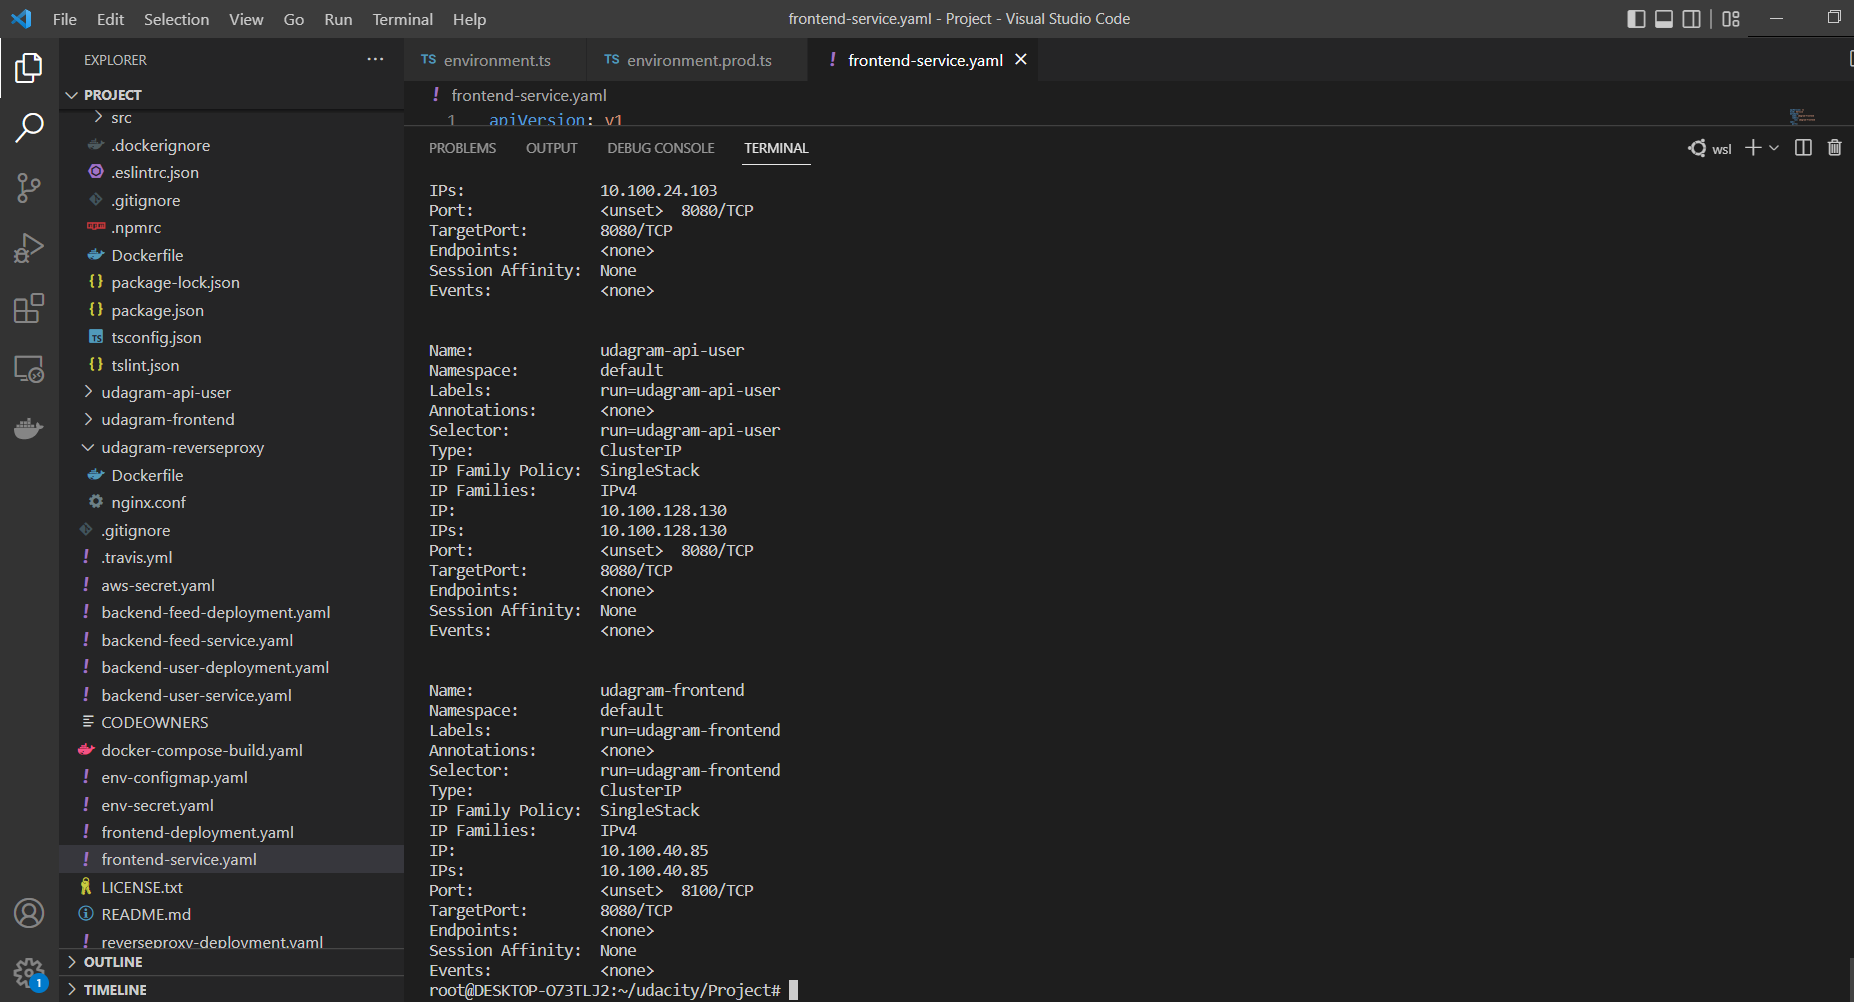 File Edit Selection View Go Run Terminal Help
frontend-service.yaml - Project - Visual Studio Code
EXPLORER
PROJECT
src
.dockerignore
.eslintrc.json
.gitignore
.npmrc
Dockerfile
package-lock.json
package.json
tsconfig.json
tslint.json
udagram-api-user
udagram-frontend
udagram-reverseproxy
Dockerfile
nginx.conf
.gitignore
.travis.yml
aws-secret.yaml
backend-feed-deployment.yaml
backend-feed-service.yaml
backend-user-deployment.yaml
backend-user-service.yaml
CODEOWNERS
docker-compose-build.yaml
env-configmap.yaml
env-secret.yaml
frontend-deployment.yaml
frontend-service.yaml
LICENSE.txt
README.md
reverseproxy-deployment.yaml
OUTLINE
TIMELINE
1
TS environment.ts
TS environment.prod.ts
! frontend-service.yaml
! frontend-service.yaml
1 apiVersion: v1
PROBLEMS OUTPUT DEBUG CONSOLE TERMINAL
wsl
IPs: 10.100.24.103
Port: <unset> 8080/TCP
TargetPort: 8080/TCP
Endpoints: <none>
Session Affinity: None
Events: <none>
Name: udagram-api-user
Namespace: default
Labels: run=udagram-api-user
Annotations: <none>
Selector: run=udagram-api-user
Type: ClusterIP
IP Family Policy: SingleStack
IP Families: IPv4
IP: 10.100.128.130
IPs: 10.100.128.130
Port: <unset> 8080/TCP
TargetPort: 8080/TCP
Endpoints: <none>
Session Affinity: None
Events: <none>
Name: udagram-frontend
Namespace: default
Labels: run=udagram-frontend
Annotations: <none>
Selector: run=udagram-frontend
Type: ClusterIP
IP Family Policy: SingleStack
IP Families: IPv4
IP: 10.100.40.85
IPs: 10.100.40.85
Port: <unset> 8100/TCP
TargetPort: 8080/TCP
Endpoints: <none>
Session Affinity: None
Events: <none>
root@DESKTOP-O73TLJ2:~/udacity/Project#